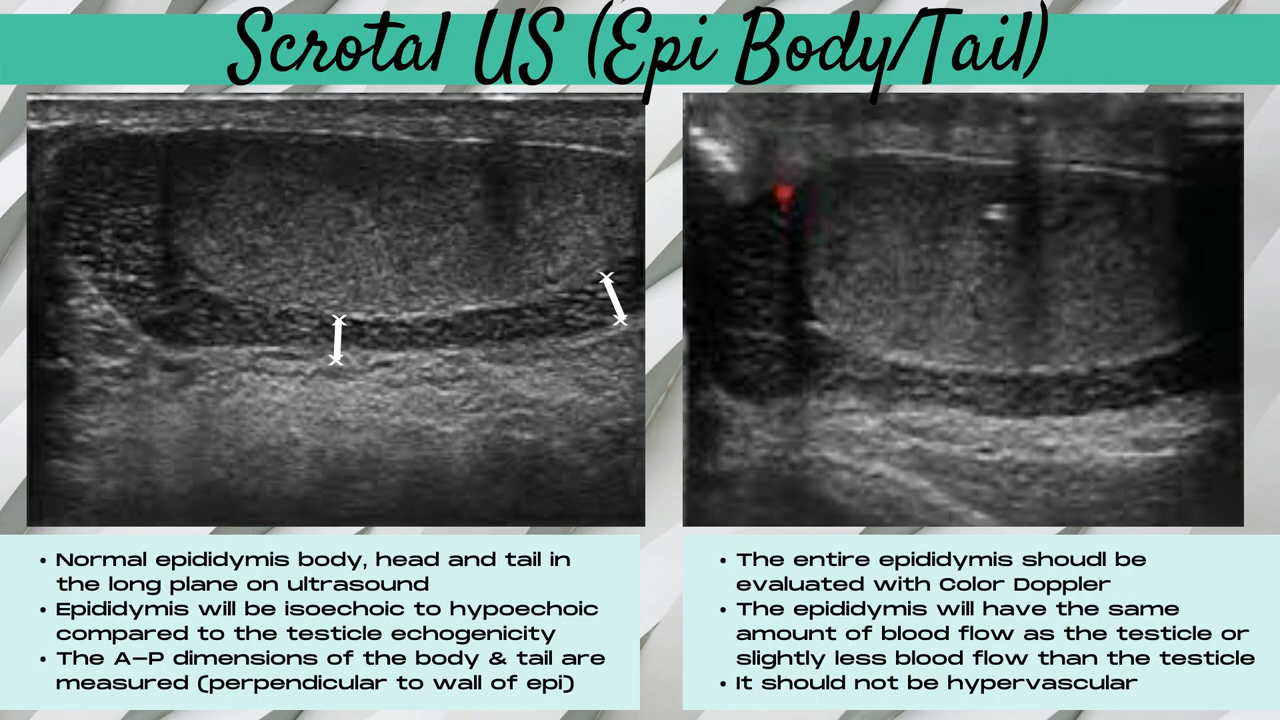 Scrotal US (Epi Body/Tail)
• Normal epididymis body, head and tail in
the long plane on ultrasound
• Epididymis will be isoechoic to hypoechoic
compared to the testicle echogenicity
• The A-P dimensions of the body & tail are
measured (perpendicular to wall of epi)
• The entire epididymis shoudl be
evaluated with Color Doppler
• The epididymis will have the same
amount of blood flow as the testicle or
slightly less blood flow than the testicle
• It should not be hypervascular